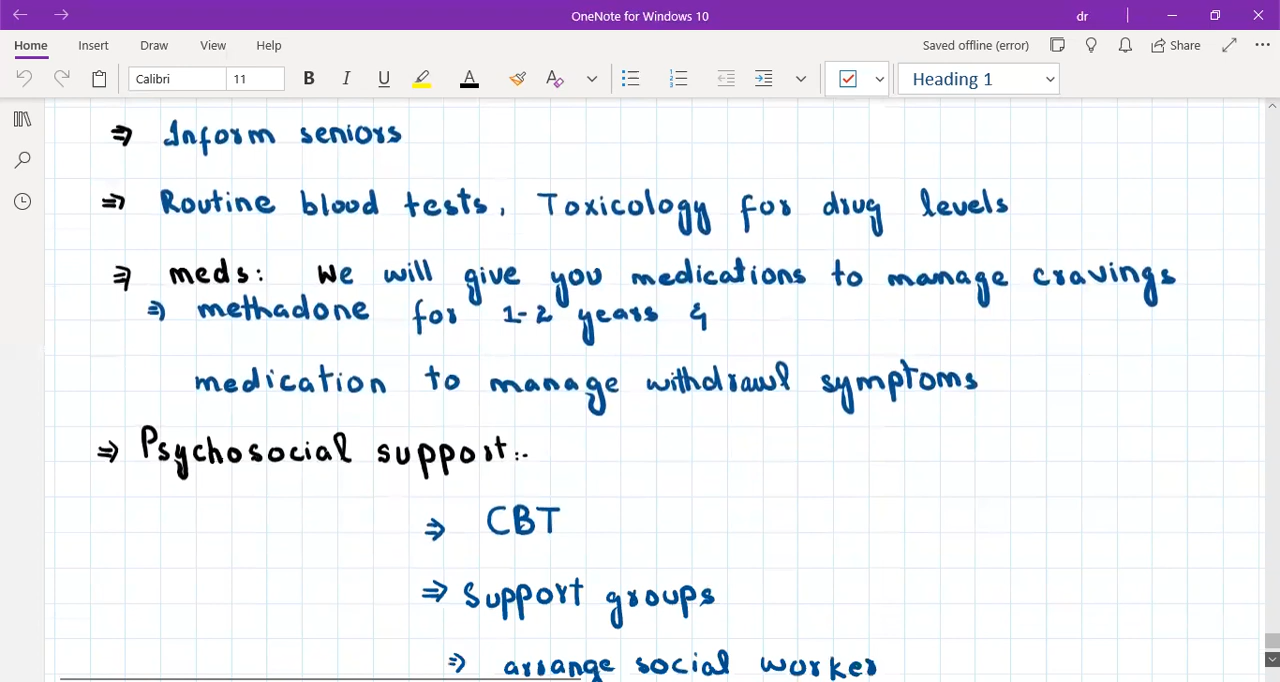 OneNote for Windows 10
dr
Home Insert Draw View Help
Saved offline (error)
Share
Calibri 11 B I U A A
Heading 1
⇒ Inform seniors
⇒ Routine blood tests, Toxicology for drug levels
⇒ meds: We will give you medications to manage cravings
⇒ methadone for 1-2 years &
medication to manage withdrawl symptoms
⇒ Psychosocial support:-
⇒ CBT
⇒ Support groups
⇒ arrange social worker